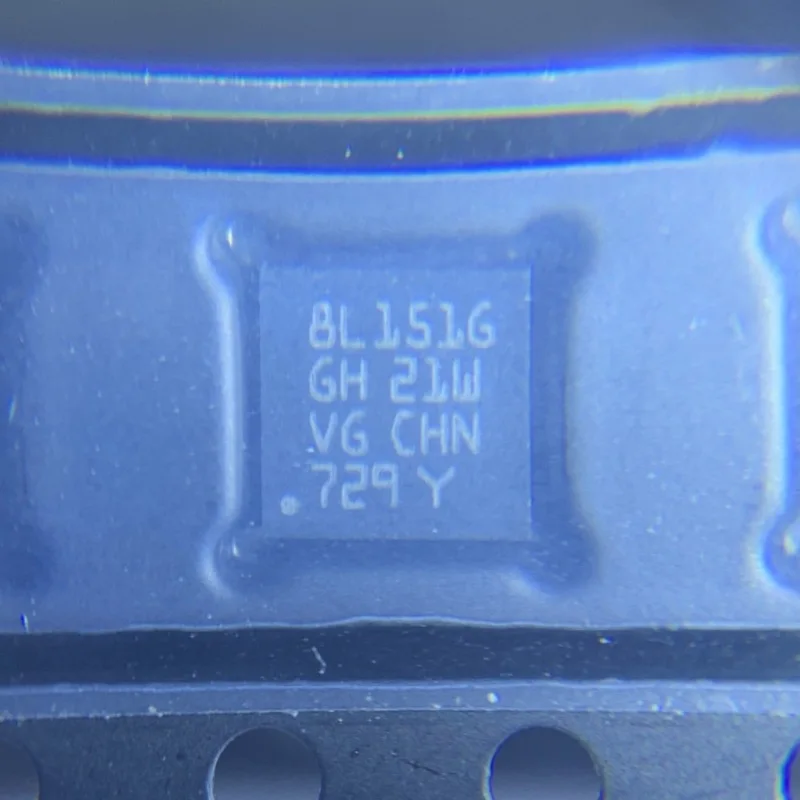 8L151G
GH 21W
VG CHN
729 Y